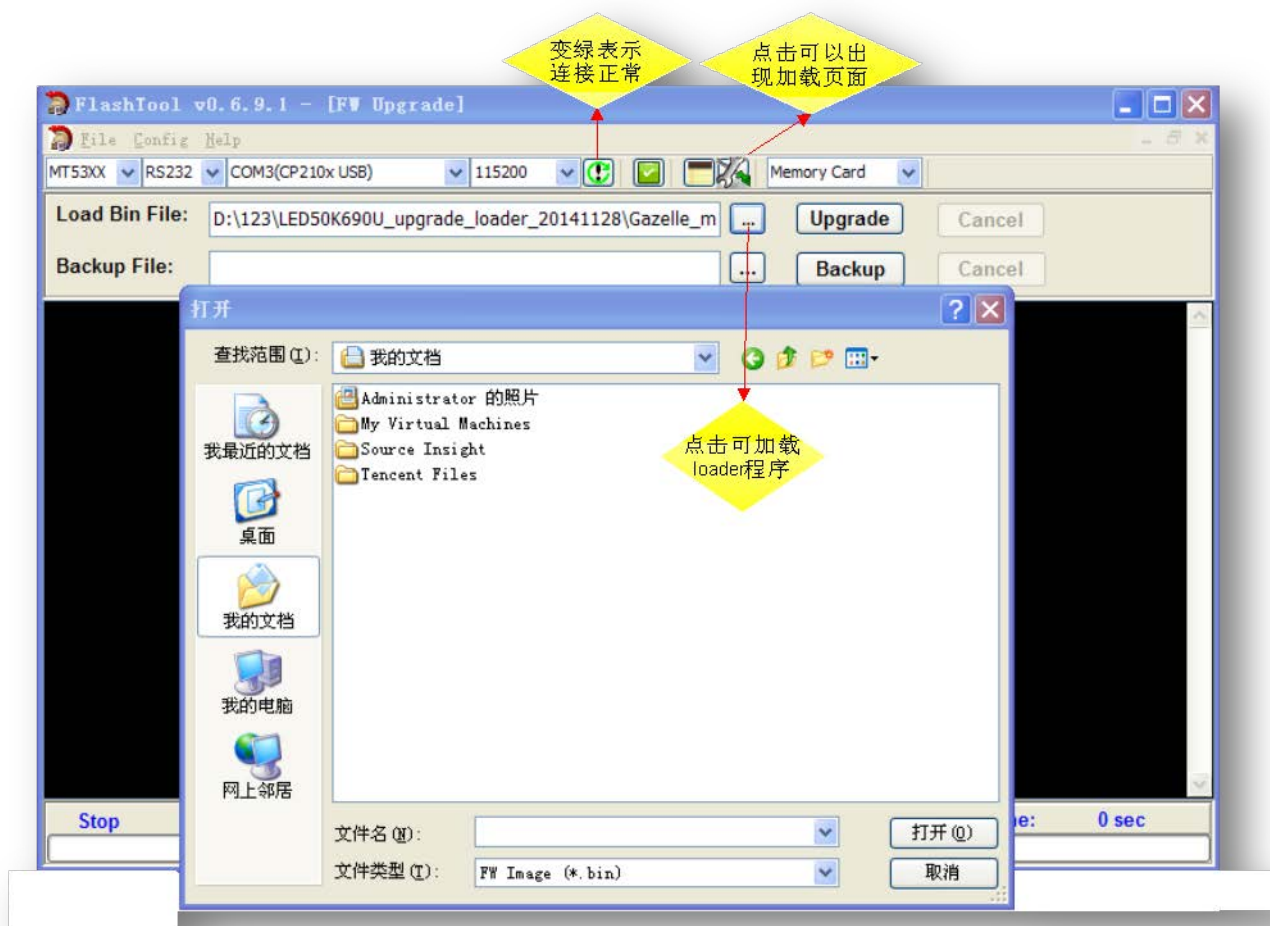 变绿表示
连接正常
点击可以出
现加载页面
FlashTool v0.6.9.1 - [FW Upgrade]
File Config Help
MT53XX RS232 COM3(CP210x USB) 115200 Memory Card
Load Bin File: D:\123\LED50K690U_upgrade_loader_20141128\Gazelle_m ... Upgrade Cancel
Backup File: ... Backup Cancel
打开
查找范围(I): 我的文档
Administrator 的照片
My Virtual Machines
Source Insight
Tencent Files
我最近的文档
桌面
我的文档
我的电脑
网上邻居
点击可加载
loader程序
Stop 0 sec
文件名(N): 打开(O)
文件类型(T): FW Image (*.bin) 取消